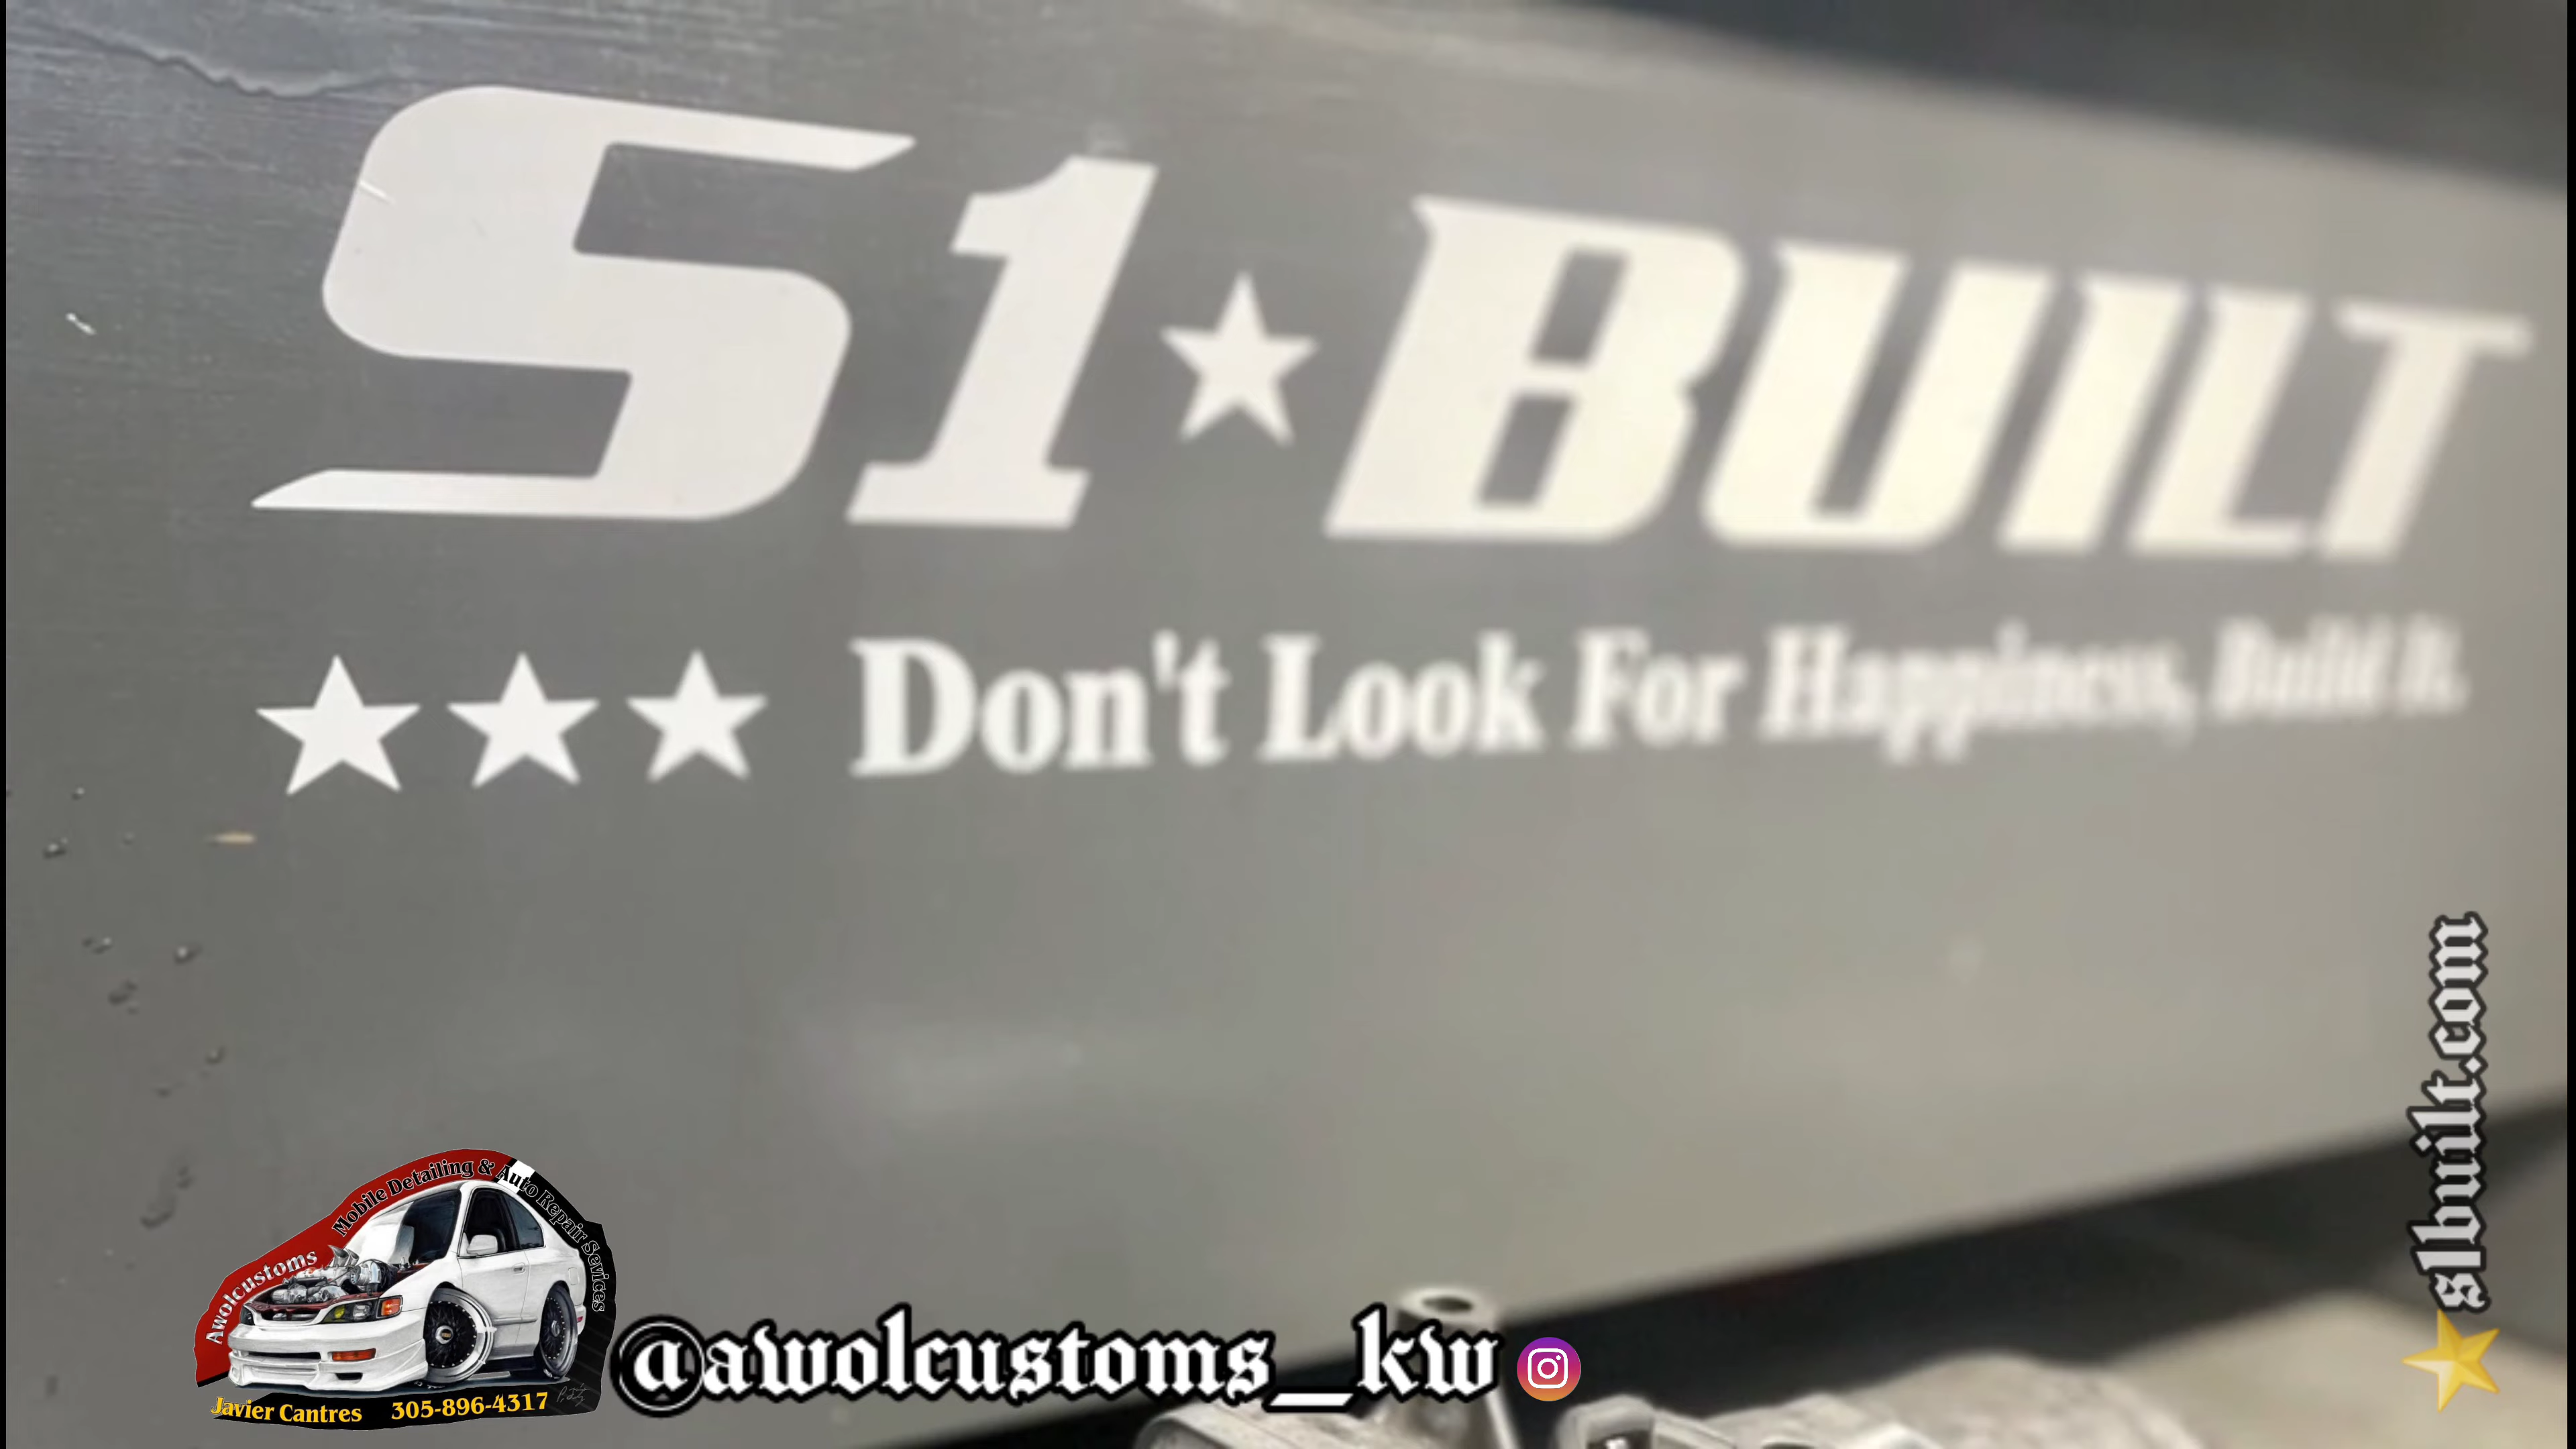 S1★BUILT
★★★ Don't Look For Happiness, Build It.
s1built.com
Awolcustoms Mobile Detailing & Auto Repair Sevices
Javier Cantres 305-896-4317
@awolcustoms_kw